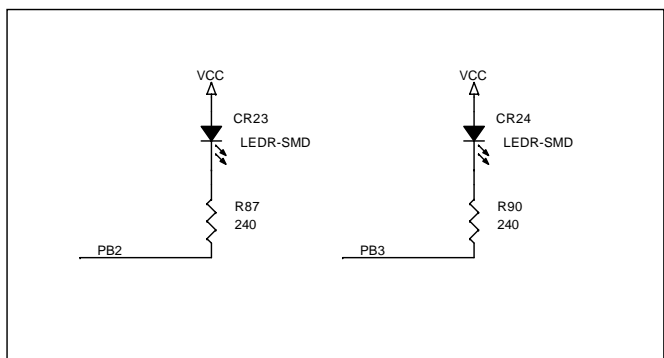 VCC
CR23
LEDR-SMD
R87
240
PB2
VCC
CR24
LEDR-SMD
R90
240
PB3